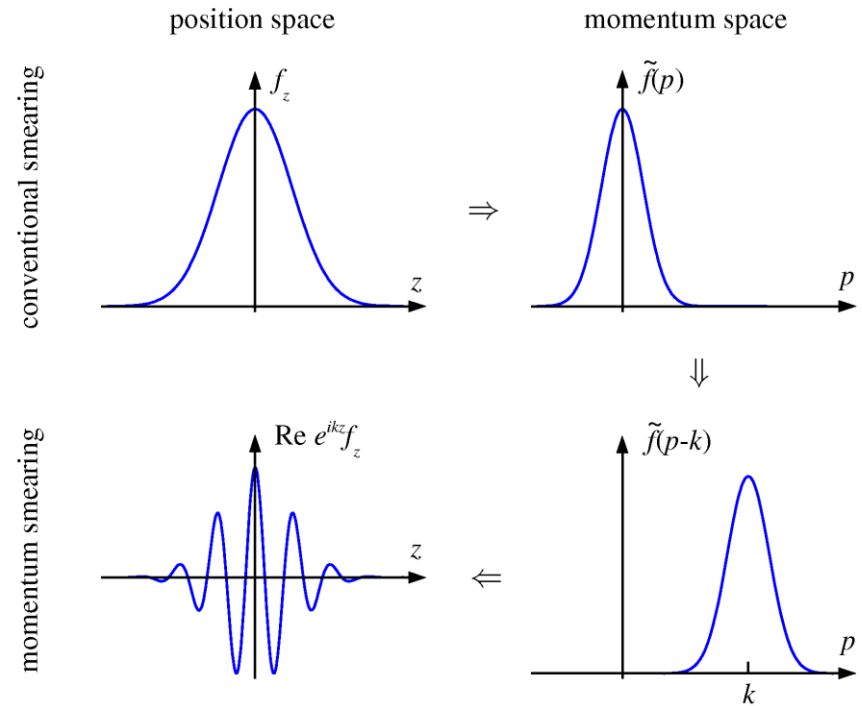 position space
momentum space
conventional smearing
f_z
z
⇒
f̃(p)
p
⇓
momentum smearing
Re e^{ikz}f_z
z
⇐
f̃(p-k)
p
k